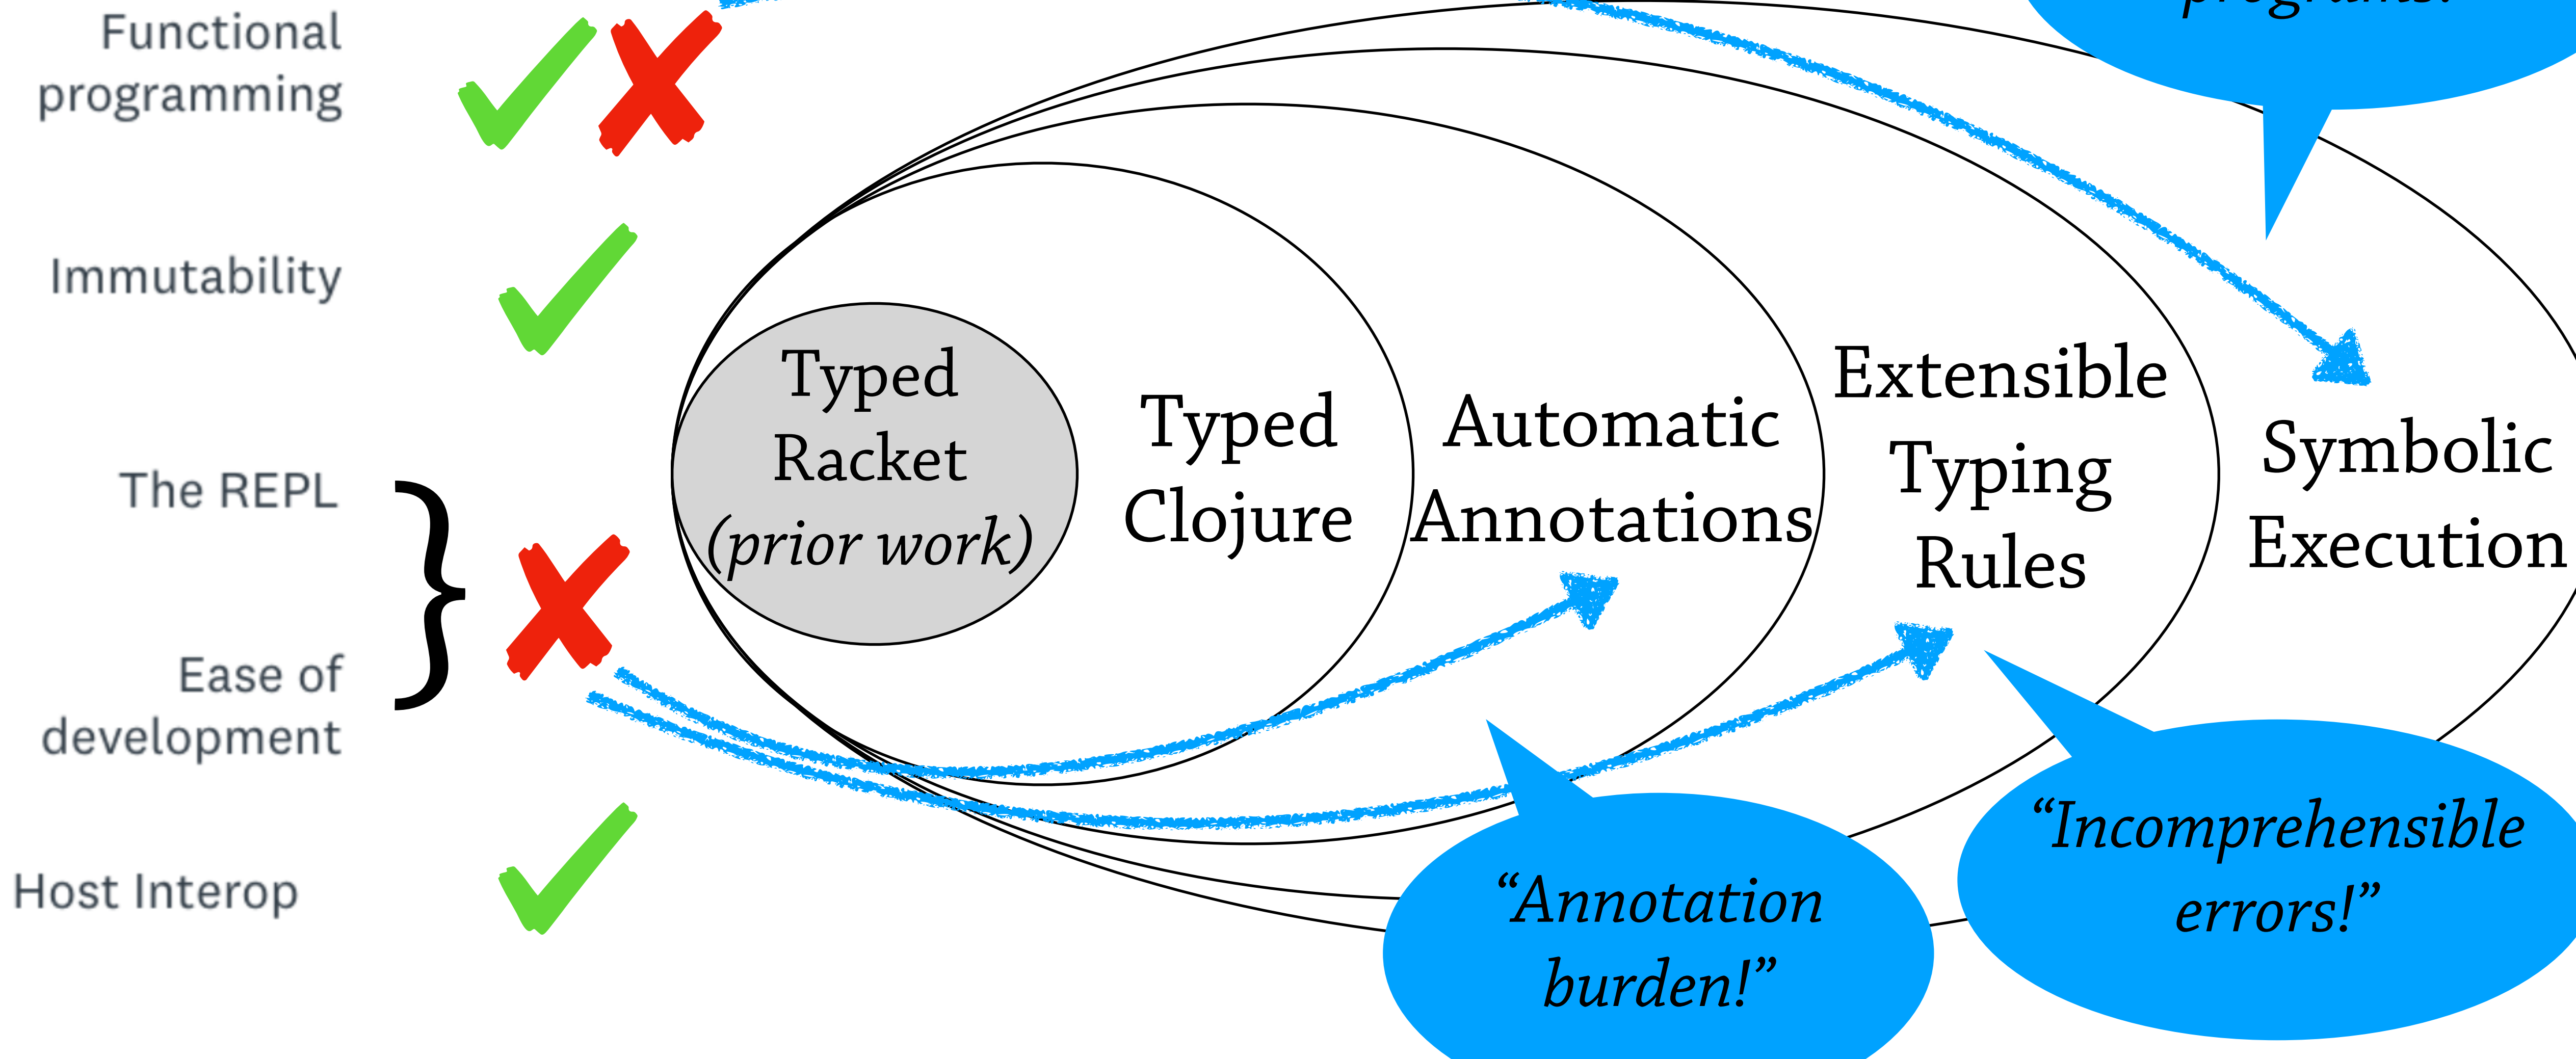 programs!
Functional
programming
Immutability
The REPL
Ease of
development
Host Interop
Typed
Racket
(prior work)
Typed
Clojure
Automatic
Annotations
Extensible
Typing
Rules
Symbolic
Execution
“Annotation
burden!”
“Incomprehensible
errors!”